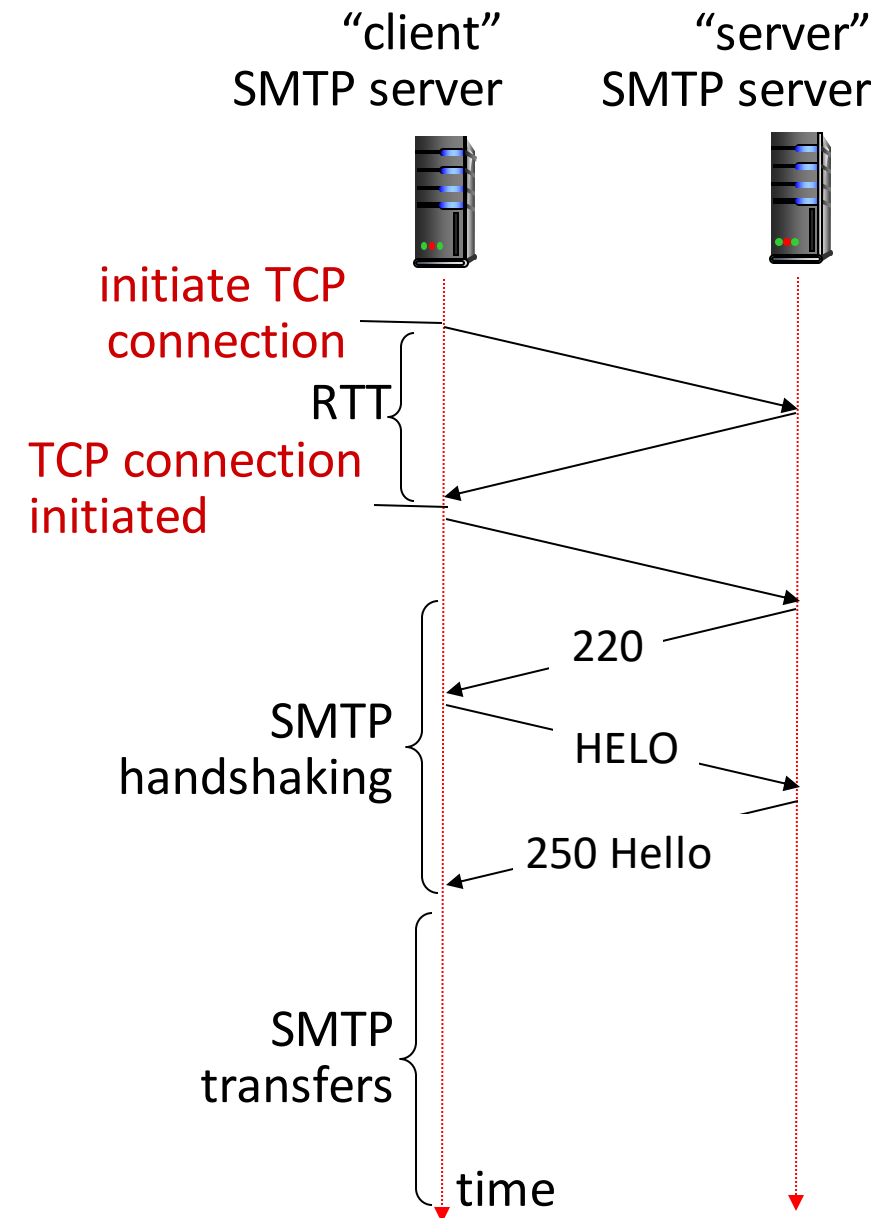 “client”
SMTP server
“server”
SMTP server
initiate TCP
connection
RTT
TCP connection
initiated
220
SMTP
handshaking
HELO
250 Hello
SMTP
transfers
time